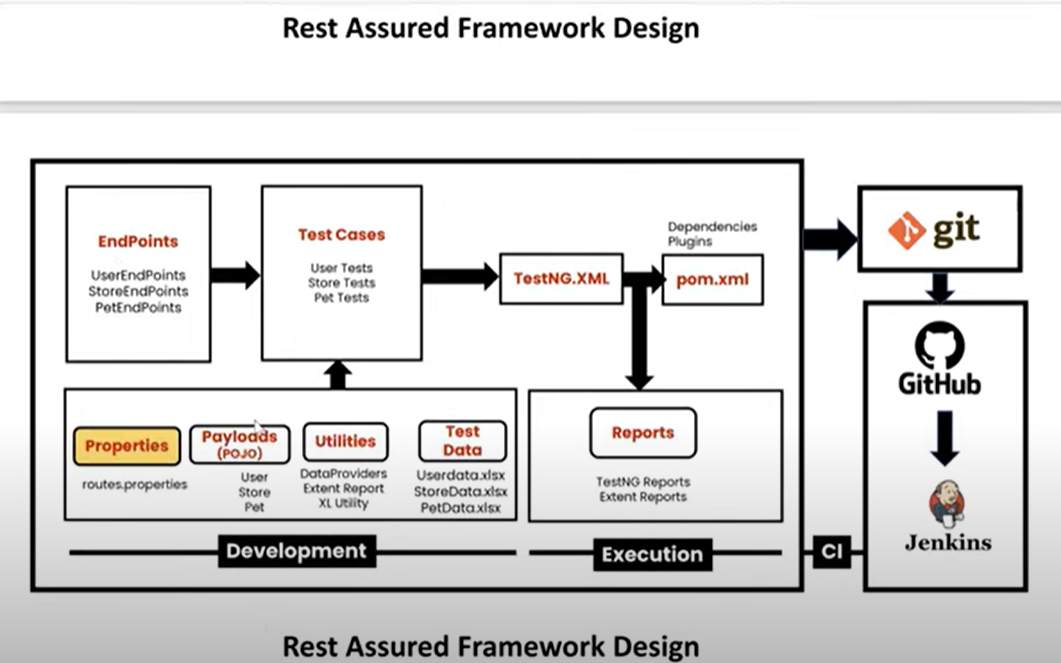 Rest Assured Framework Design
EndPoints
UserEndPoints
StoreEndPoints
PetEndPoints
Test Cases
User Tests
Store Tests
Pet Tests
TestNG.XML
Dependencies
Plugins
pom.xml
git
GitHub
Jenkins
Properties
routes.properties
Payloads
(POJO)
User
Store
Pet
Utilities
DataProviders
Extent Report
XL Utility
Test
Data
Userdata.xlsx
StoreData.xlsx
PetData.xlsx
Reports
TestNG Reports
Extent Reports
Development
Execution
CI
Rest Assured Framework Design